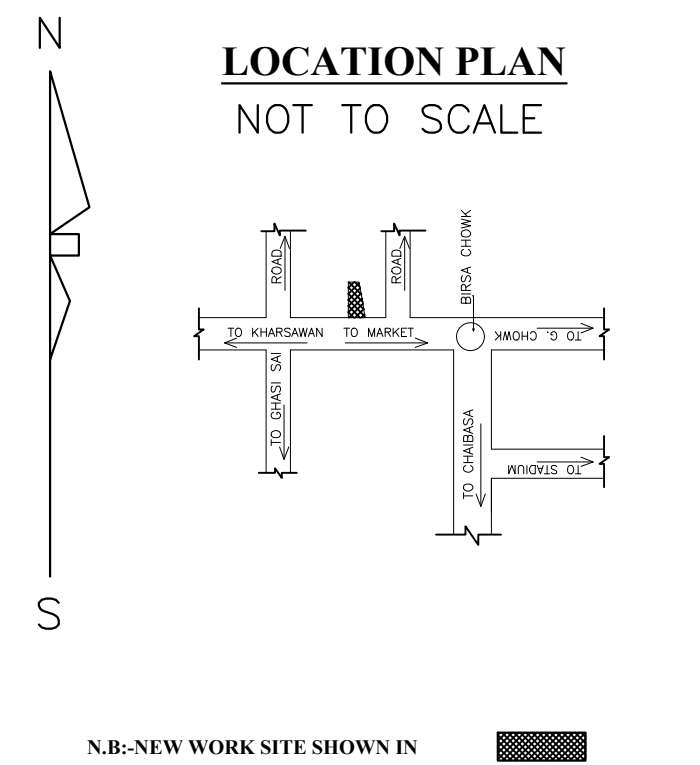 N
LOCATION PLAN
NOT TO SCALE
BIRSA CHOWK
ROAD
ROAD
TO KHARSAWAN
TO MARKET
TO G. CHOWK
TO GHASI SAI
TO CHAIBASA
TO STADIUM
S
N.B:-NEW WORK SITE SHOWN IN